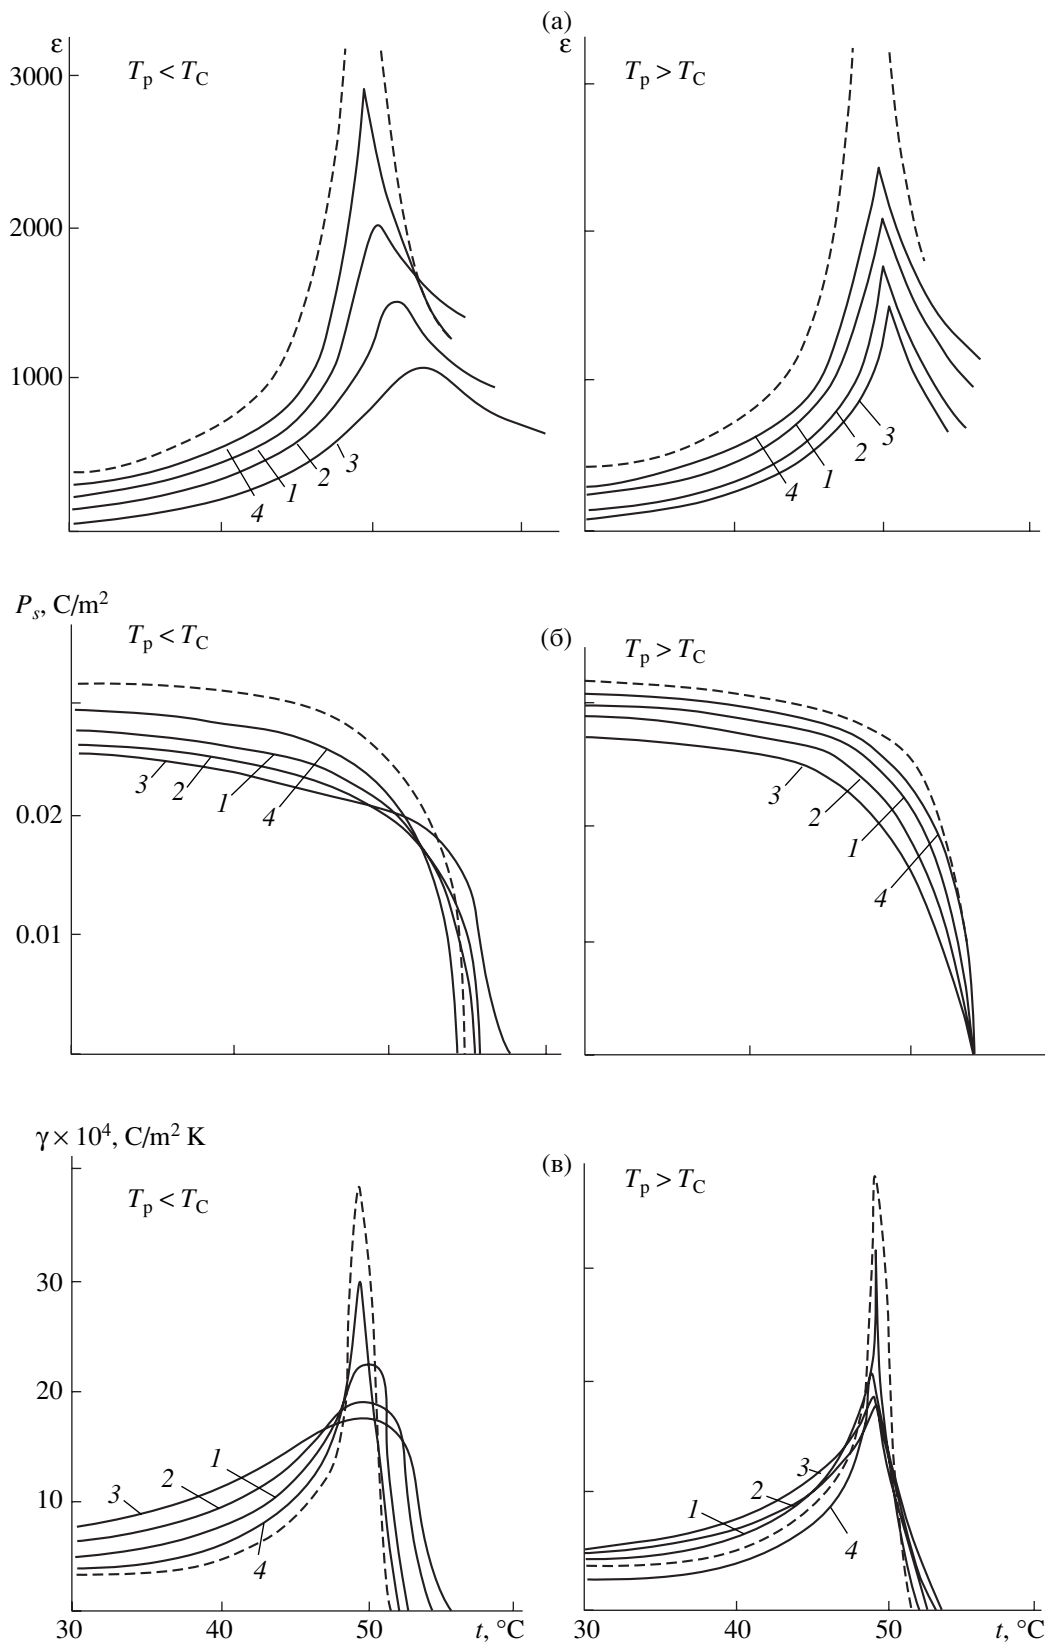 (а)
ε
T_p < T_C
3000
2000
1000
4
1
2
3
ε
T_p > T_C
3
2
1
4
P_s, C/m²
T_p < T_C
(б)
0.02
0.01
3
2
1
4
T_p > T_C
3
2
1
4
γ × 10⁴, C/m² K
T_p < T_C
(в)
30
20
10
3
2
1
4
30
40
50
t, °C
T_p > T_C
3
2
1
4
30
40
50
t, °C